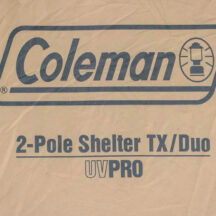 Coleman
®
2-Pole Shelter TX/Duo
UVPRO